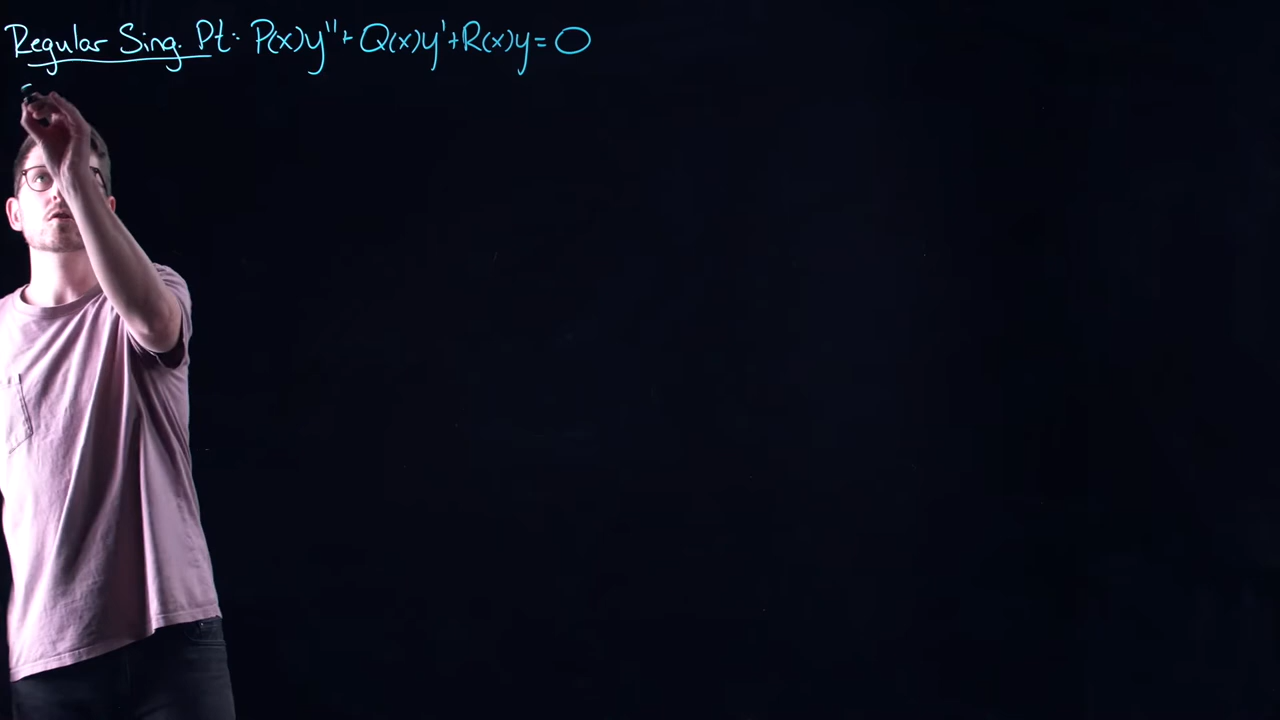 Regular Sing. Pt: P(x)y'' + Q(x)y' + R(x)y = 0